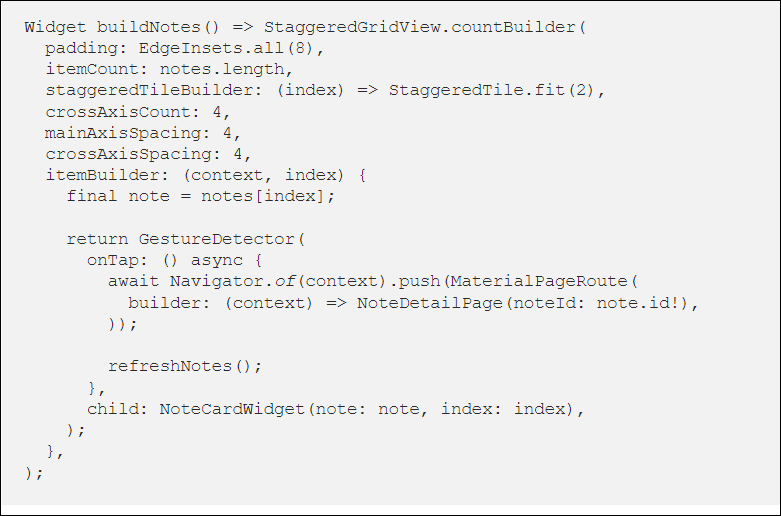 Widget buildNotes() => StaggeredGridView.countBuilder(
  padding: EdgeInsets.all(8),
  itemCount: notes.length,
  staggeredTileBuilder: (index) => StaggeredTile.fit(2),
  crossAxisCount: 4,
  mainAxisSpacing: 4,
  crossAxisSpacing: 4,
  itemBuilder: (context, index) {
    final note = notes[index];

    return GestureDetector(
      onTap: () async {
        await Navigator.of(context).push(MaterialPageRoute(
          builder: (context) => NoteDetailPage(noteId: note.id!),
        ));

        refreshNotes();
      },
      child: NoteCardWidget(note: note, index: index),
    );
  },
);